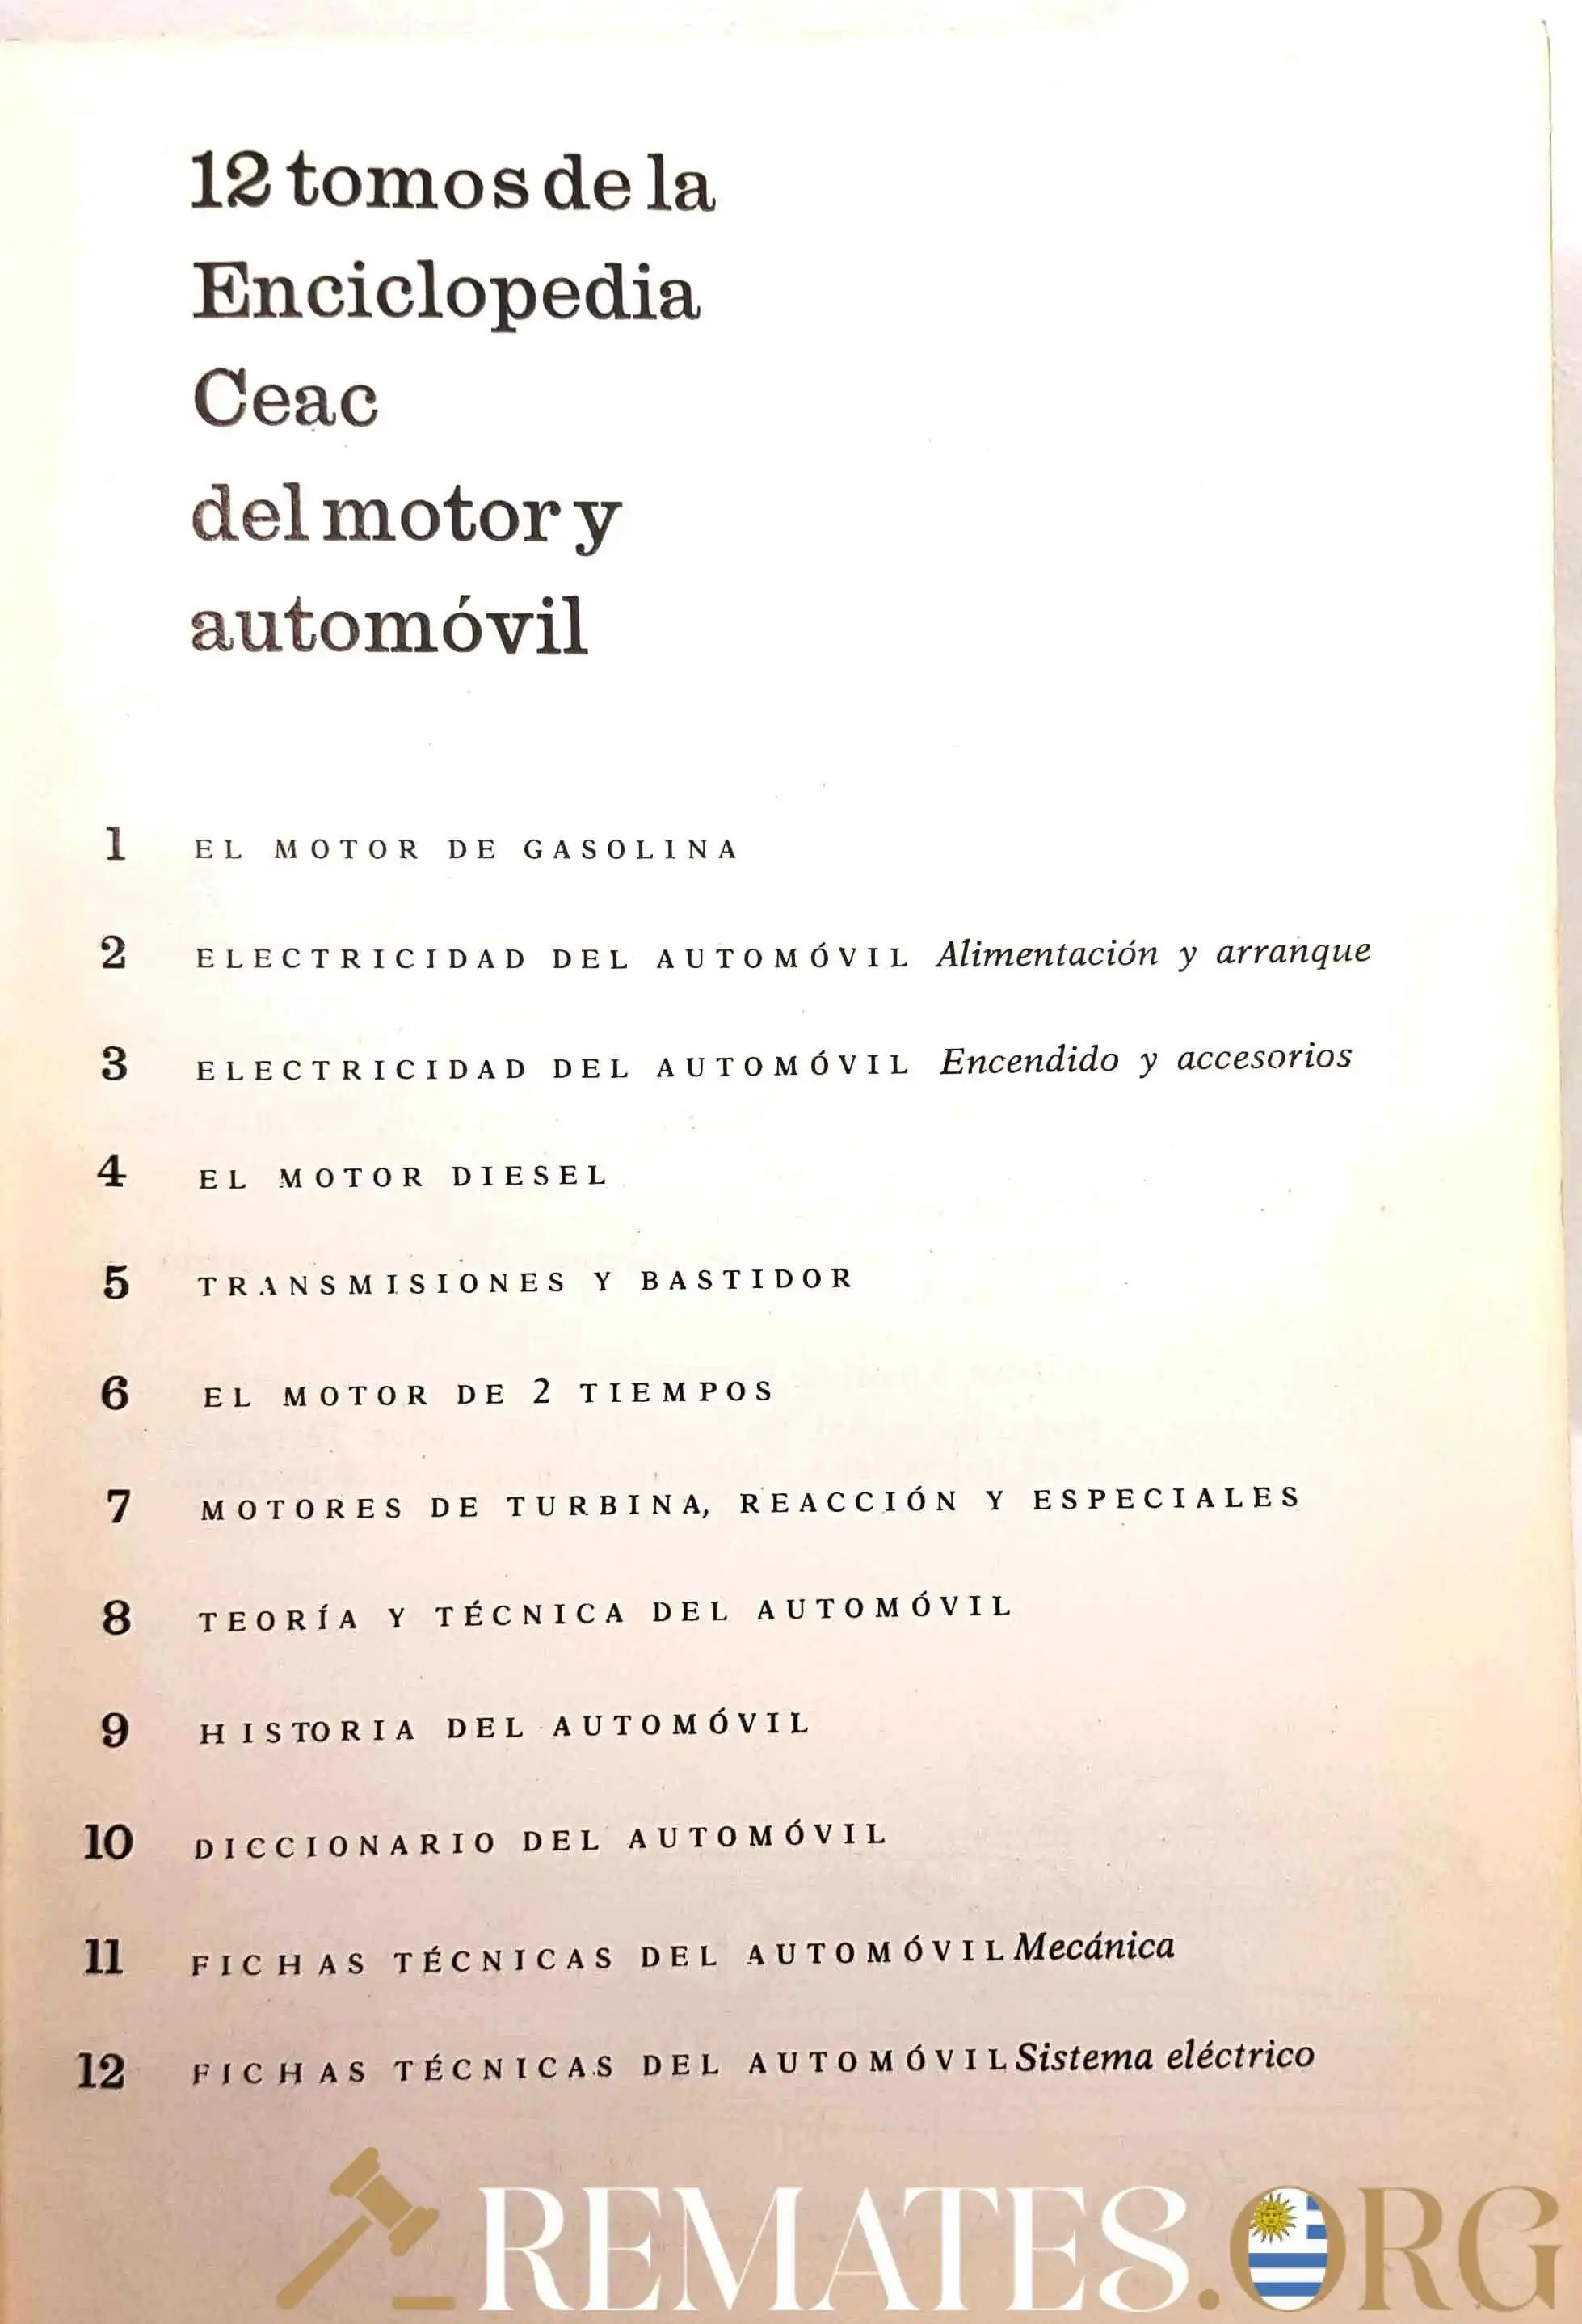 12 tomos de la
Enciclopedia
Ceac
del motor y
automóvil
1 EL MOTOR DE GASOLINA
2 ELECTRICIDAD DEL AUTOMÓVIL Alimentación y arranque
3 ELECTRICIDAD DEL AUTOMÓVIL Encendido y accesorios
4 EL MOTOR DIESEL
5 TRANSMISIONES Y BASTIDOR
6 EL MOTOR DE 2 TIEMPOS
7 MOTORES DE TURBINA, REACCIÓN Y ESPECIALES
8 TEORÍA Y TÉCNICA DEL AUTOMÓVIL
9 HISTORIA DEL AUTOMÓVIL
10 DICCIONARIO DEL AUTOMÓVIL
11 FICHAS TÉCNICAS DEL AUTOMÓVIL Mecánica
12 FICHAS TÉCNICAS DEL AUTOMÓVIL Sistema eléctrico
REMATES.ORG